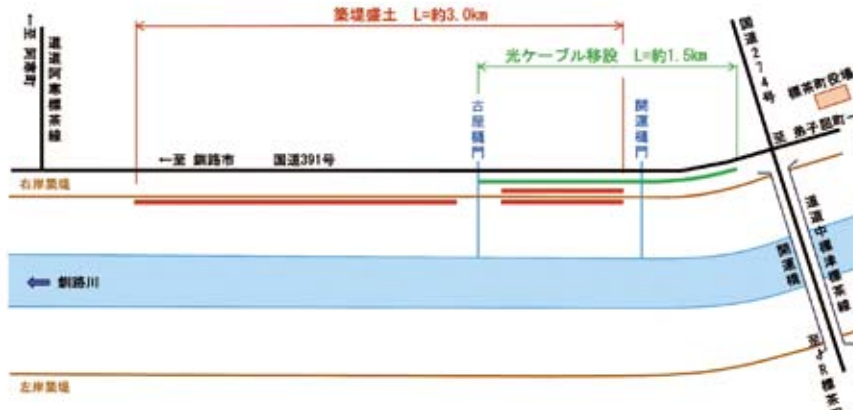 築堤盛土 L=約3.0km
光ケーブル移設 L=約1.5km
国道274号
標茶町役場
至 弟子屈町
←至 阿寒町
道道阿寒標茶線
古屋樋門
開運樋門
←至 釧路市 国道391号
右岸築堤
釧路川
開運橋
道道中標津標茶線
左岸築堤
至 JR標茶